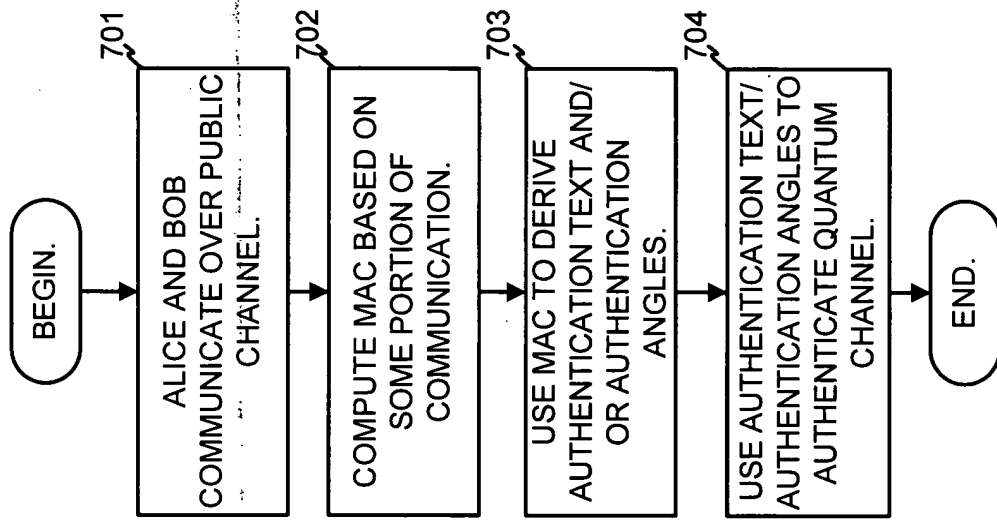 BEGIN.
701
ALICE AND BOB
COMMUNICATE OVER PUBLIC
CHANNEL.
702
COMPUTE MAC BASED ON
SOME PORTION OF
COMMUNICATION.
703
USE MAC TO DERIVE
AUTHENTICATION TEXT AND/
OR AUTHENTICATION
ANGLES.
704
USE AUTHENTICATION TEXT/
AUTHENTICATION ANGLES TO
AUTHENTICATE QUANTUM
CHANNEL.
END.